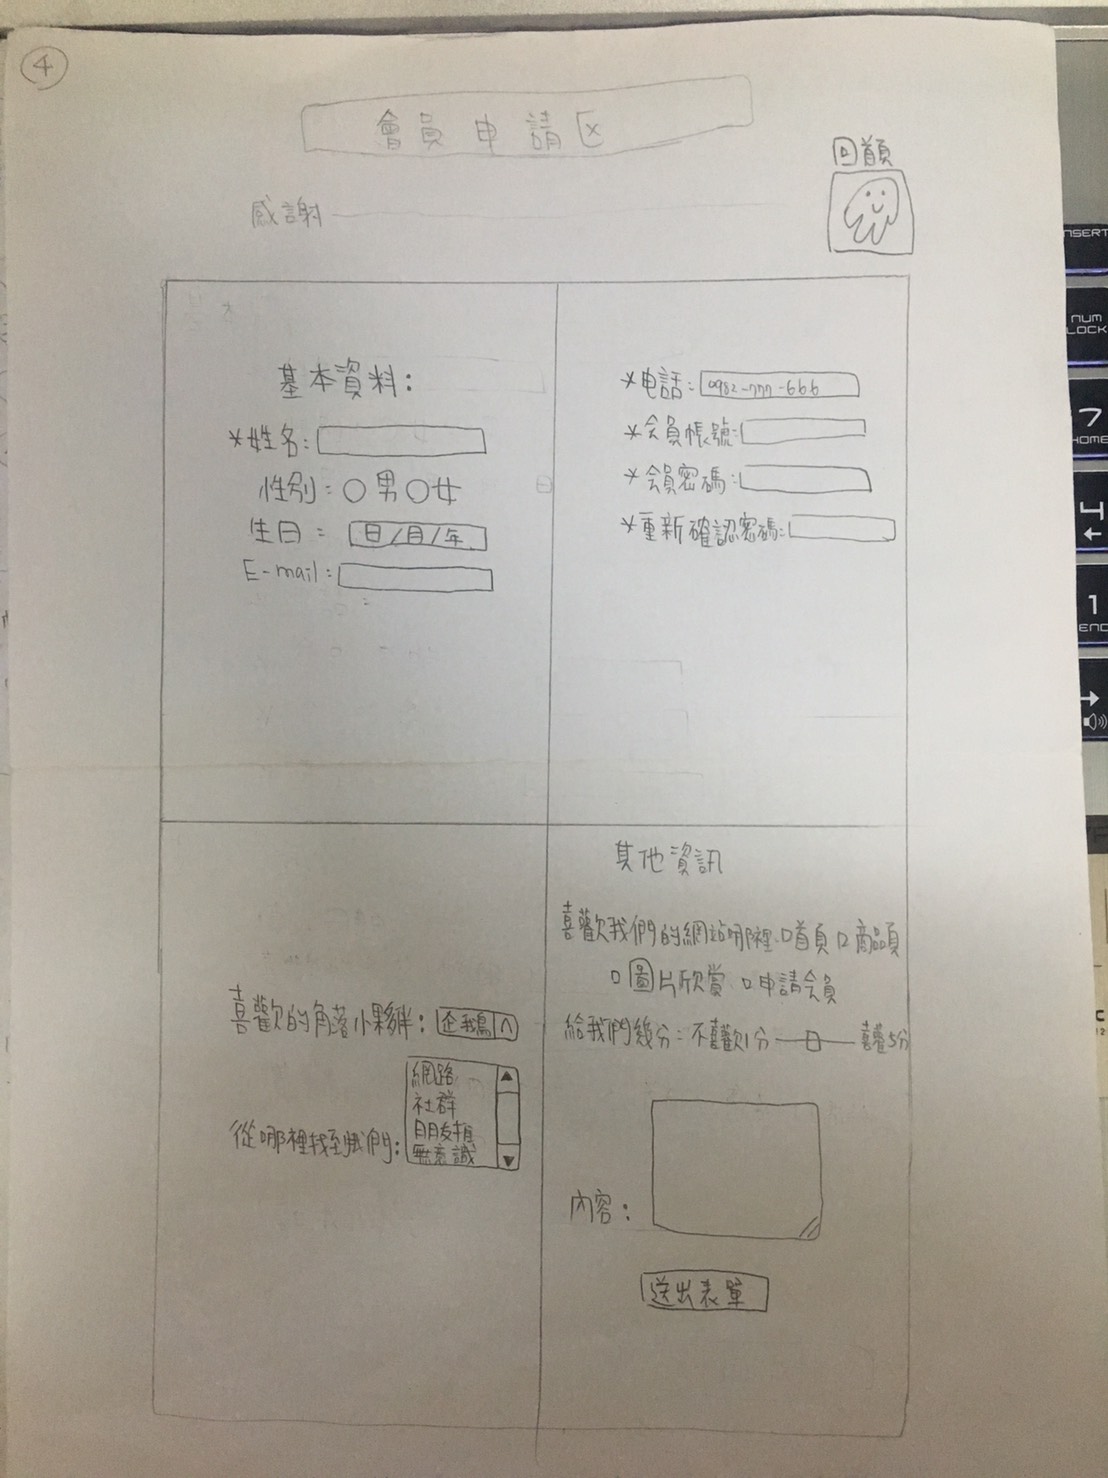 4
會員申請区
回首頁
感謝
基本資料:
*姓名:
性別: ○男○女
生日: 日/月/年
E-mail:
*电話: 0982-777-666
*会員帳號:
*会員密碼:
*重新確認密碼:
喜歡的角落小夥伴: 企鵝
從哪裡找到我們:
網路
社群
朋友推
無意識
其他資訊
喜歡我們的網站哪裡:□首頁 □商品頁
□圖片欣賞 □申請会員
給我們幾分: 不喜歡1分 喜歡5分
內容:
送出表單
INSERT
NUM
LOCK
7
HOME
4
←
1
END